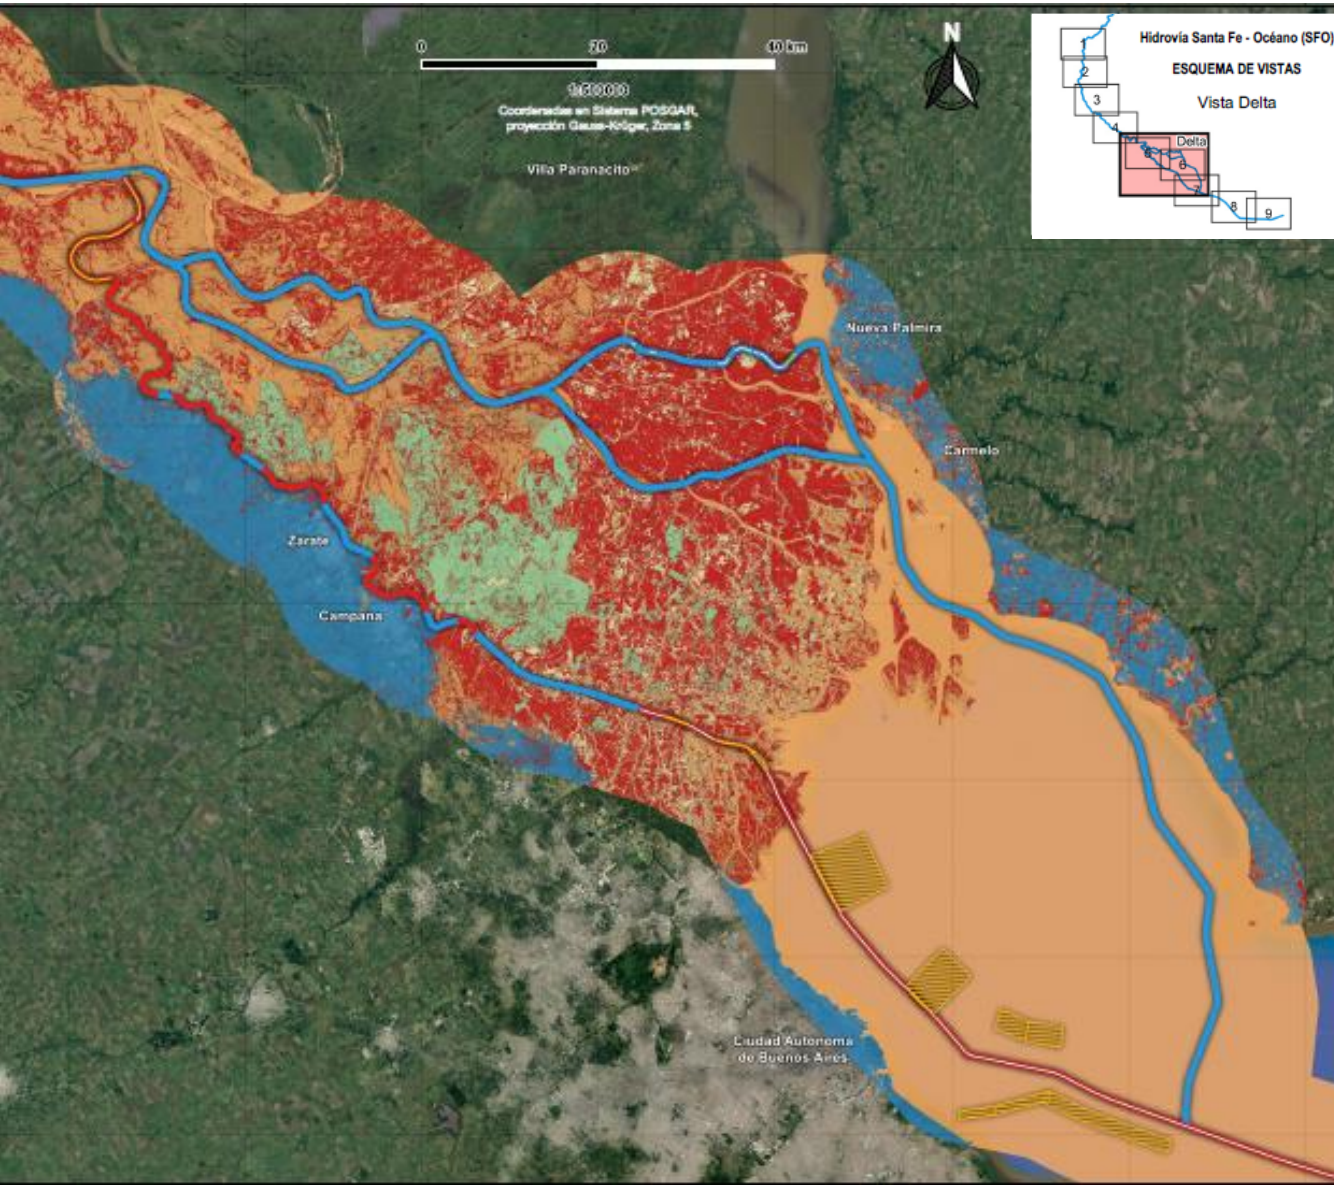 0 20 40 km
1:500000
Coordenadas en Sistema POSGAR,
proyección Gauss-Krüger, Zona 5
N
Hidrovía Santa Fe - Océano (SFO)
ESQUEMA DE VISTAS
Vista Delta
1
2
3
4
Delta
5
6
7
8
9
Villa Paranacito
Nueva Palmira
Carmelo
Zarate
Campana
Ciudad Autonoma
de Buenos Aires